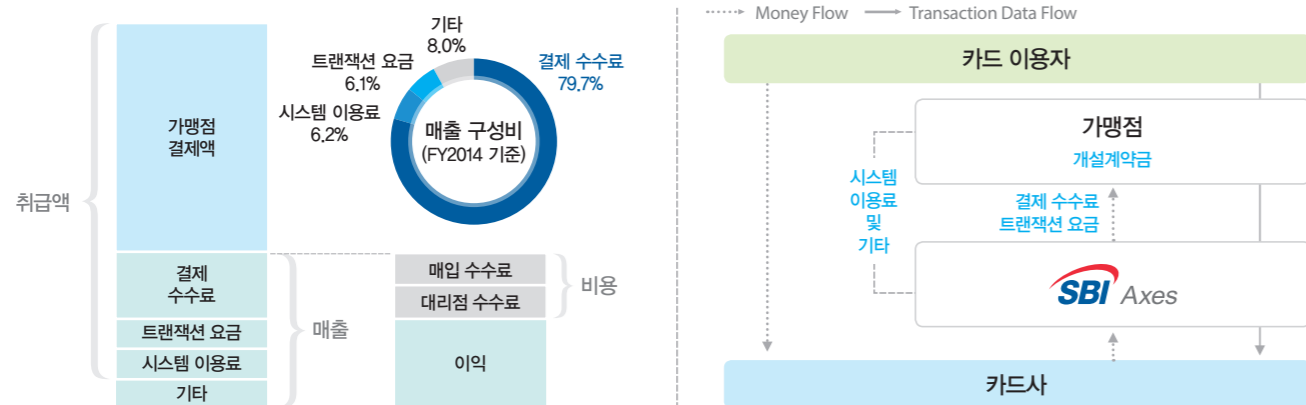 취급액
가맹점
결제액
결제
수수료
트랜잭션 요금
시스템 이용료
기타
매출
기타
8.0%
트랜잭션 요금
6.1%
시스템 이용료
6.2%
결제 수수료
79.7%
매출 구성비
(FY2014 기준)
매입 수수료
대리점 수수료
비용
이익
Money Flow
Transaction Data Flow
카드 이용자
가맹점
개설계약금
시스템
이용료
및
기타
결제 수수료
트랜잭션 요금
SBI Axes
카드사